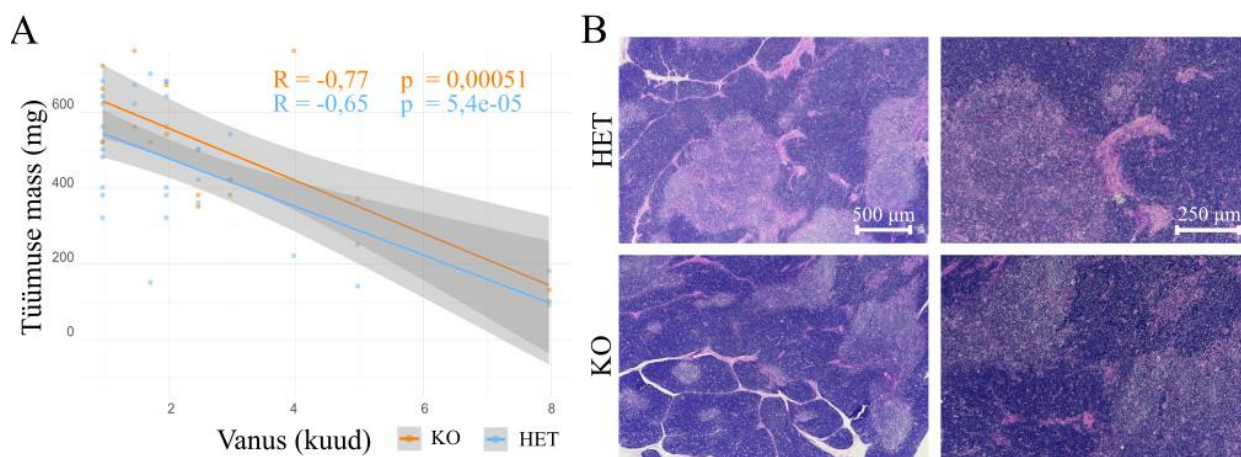 A
R = -0,77 p = 0,00051
R = -0,65 p = 5,4e-05
Tüümuse mass (mg)
600
400
200
0
2 4 6 8
Vanus (kuud) KO HET
B
HET
500 μm
250 μm
KO